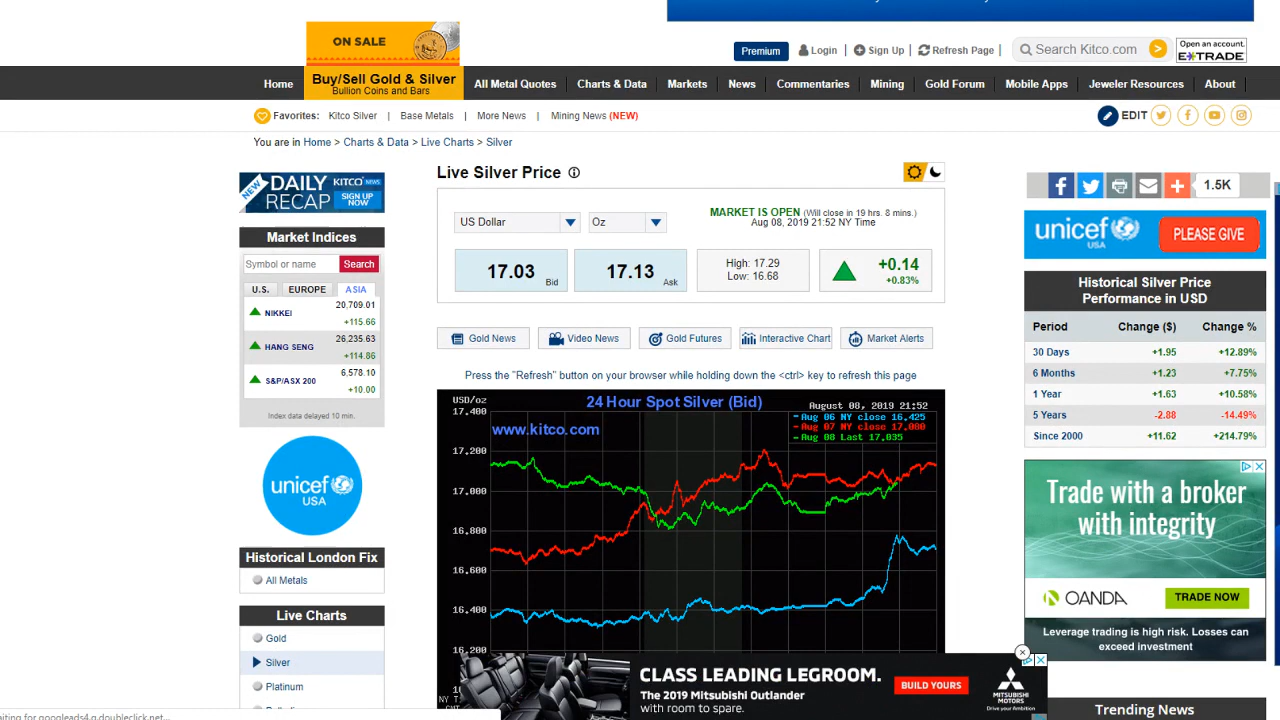 ON SALE
Premium
Login
Sign Up
Refresh Page
Search Kitco.com
Open an account.
E*TRADE
Home
Buy/Sell Gold & Silver
Bullion Coins and Bars
All Metal Quotes
Charts & Data
Markets
News
Commentaries
Mining
Gold Forum
Mobile Apps
Jeweler Resources
About
Favorites: Kitco Silver | Base Metals | More News | Mining News (NEW)
EDIT
You are in Home > Charts & Data > Live Charts > Silver
NEW
DAILY RECAP
KITCO NEWS
SIGN UP NOW
Market Indices
Symbol or name
Search
U.S.
EUROPE
ASIA
NIKKEI
20,709.01
+115.66
HANG SENG
26,235.63
+114.86
S&P/ASX 200
6,578.10
+10.00
Index data delayed 10 min.
unicef
USA
Historical London Fix
All Metals
Live Charts
Gold
Silver
Platinum
Live Silver Price
US Dollar
Oz
MARKET IS OPEN (Will close in 19 hrs. 8 mins.)
Aug 08, 2019 21:52 NY Time
17.03
Bid
17.13
Ask
High: 17.29
Low: 16.68
+0.14
+0.83%
Gold News
Video News
Gold Futures
Interactive Chart
Market Alerts
Press the "Refresh" button on your browser while holding down the <ctrl> key to refresh this page
USD/oz
24 Hour Spot Silver (Bid)
August 08, 2019 21:52
www.kitco.com
Aug 06 NY close 16.425
Aug 07 NY close 17.080
Aug 08 Last 17.035
17.400
17.200
17.000
16.800
16.600
16.400
16.200
CLASS LEADING LEGROOM.
The 2019 Mitsubishi Outlander
with room to spare.
BUILD YOURS
MITSUBISHI
MOTORS
Drive your Ambition
1.5K
unicef
USA
PLEASE GIVE
Historical Silver Price
Performance in USD
Period Change ($) Change %
30 Days +1.95 +12.89%
6 Months +1.23 +7.75%
1 Year +1.63 +10.58%
5 Years -2.88 -14.49%
Since 2000 +11.62 +214.79%
Trade with a broker
with integrity
OANDA
TRADE NOW
Leverage trading is high risk. Losses can
exceed investment
Trending News
aiting for googleads4.g.doubleclick.net...